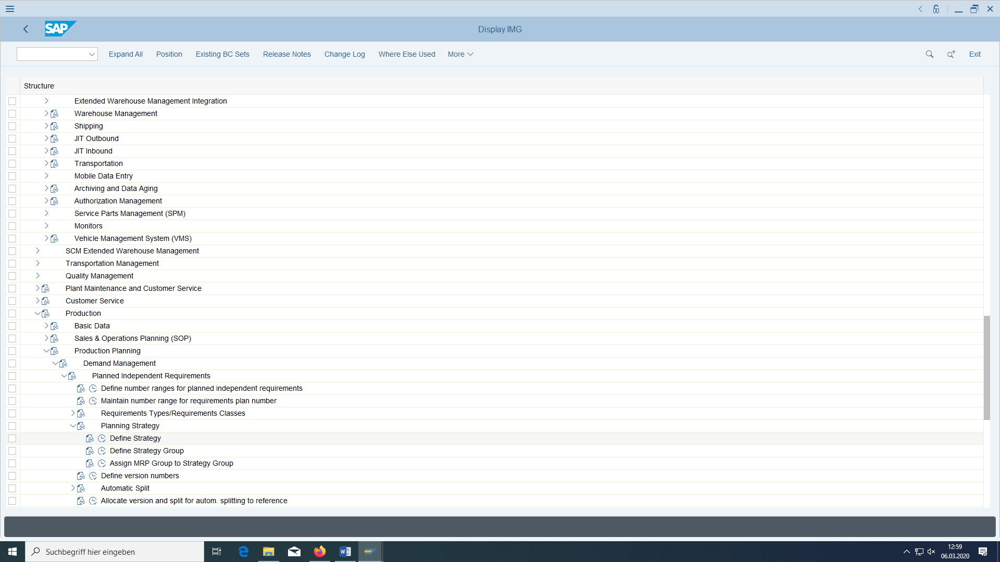 SAP
Display IMG
Expand All Position Existing BC Sets Release Notes Change Log Where Else Used More Exit
Structure
Extended Warehouse Management Integration
Warehouse Management
Shipping
JIT Outbound
JIT Inbound
Transportation
Mobile Data Entry
Archiving and Data Aging
Authorization Management
Service Parts Management (SPM)
Monitors
Vehicle Management System (VMS)
SCM Extended Warehouse Management
Transportation Management
Quality Management
Plant Maintenance and Customer Service
Customer Service
Production
Basic Data
Sales & Operations Planning (SOP)
Production Planning
Demand Management
Planned Independent Requirements
Define number ranges for planned independent requirements
Maintain number range for requirements plan number
Requirements Types/Requirements Classes
Planning Strategy
Define Strategy
Define Strategy Group
Assign MRP Group to Strategy Group
Define version numbers
Automatic Split
Allocate version and split for autom. splitting to reference
Suchbegriff hier eingeben
12:59
06.03.2020